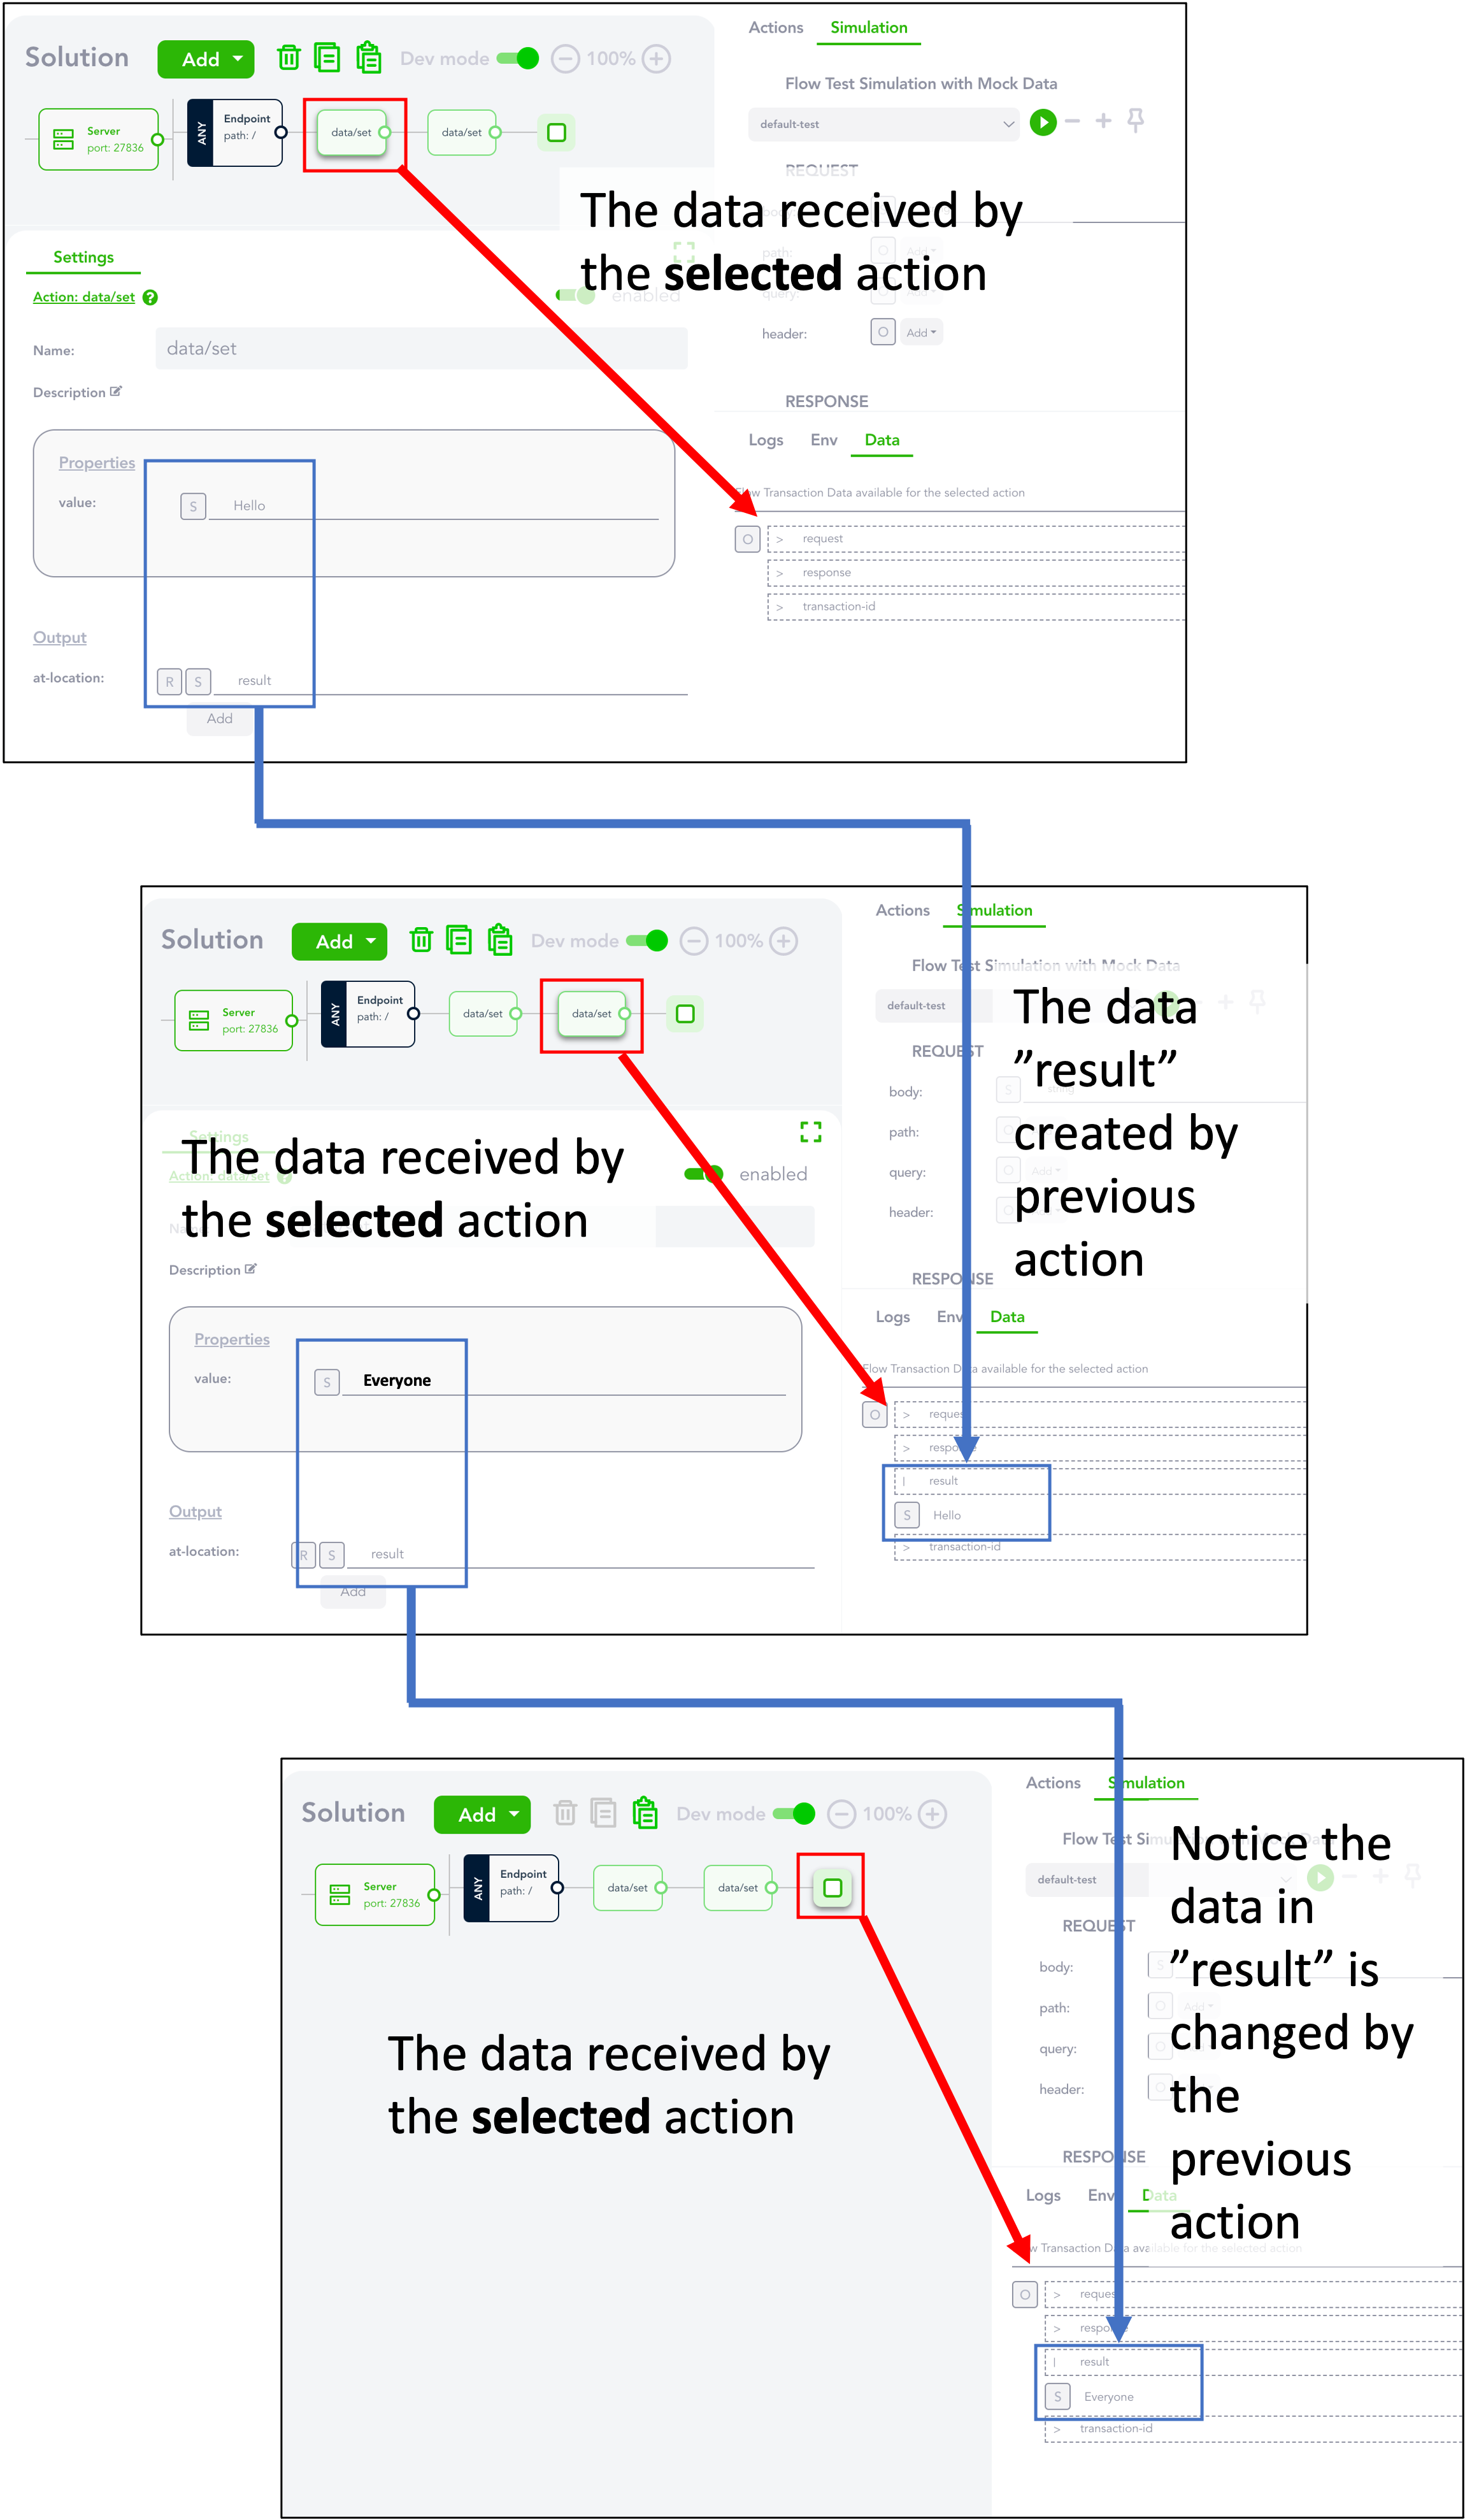 Actions Simulation
Solution Add Dev mode 100%
Flow Test Simulation with Mock Data
default-test
Server
port: 27836
ANY
Endpoint
path: /
data/set
data/set
REQUEST
The data received by
the selected action
body:
path: O Add
query:
header: O Add
Settings
Action: data/set ?
enabled
Name: data/set
Description
RESPONSE
Logs Env Data
Properties
value: S Hello
Flow Transaction Data available for the selected action
O > request
> response
> transaction-id
Output
at-location: R S result
Add
Actions Simulation
Solution Add Dev mode 100%
Flow Test Simulation with Mock Data
default-test
Server
port: 27836
ANY
Endpoint
path: /
data/set
data/set
The data
”result”
created by
previous
action
REQUEST
body: S
path: O
query: O Add
header: O
Settings
Action: data/set ?
enabled
The data received by
the selected action
Description
RESPONSE
Logs Env Data
Properties
value: S Everyone
Flow Transaction Data available for the selected action
O > request
> response
| result
S Hello
> transaction-id
Output
at-location: R S result
Add
Actions Simulation
Solution Add Dev mode 100%
Flow Test Simulation with Mock Data
default-test
Server
port: 27836
ANY
Endpoint
path: /
data/set
data/set
Notice the
data in
”result” is
changed by
the
previous
action
REQUEST
body: S
path: O Add
query: O
header: O
The data received by
the selected action
RESPONSE
Logs Env Data
Flow Transaction Data available for the selected action
O > request
> response
| result
S Everyone
> transaction-id